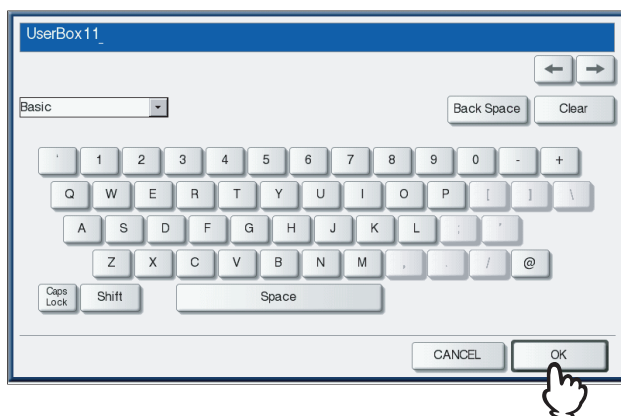 UserBox11_
← →
Basic Back Space Clear
` 1 2 3 4 5 6 7 8 9 0 - +
Q W E R T Y U I O P [ ] \
A S D F G H J K L ; '
Z X C V B N M , . / @
Caps Lock Shift Space
CANCEL OK